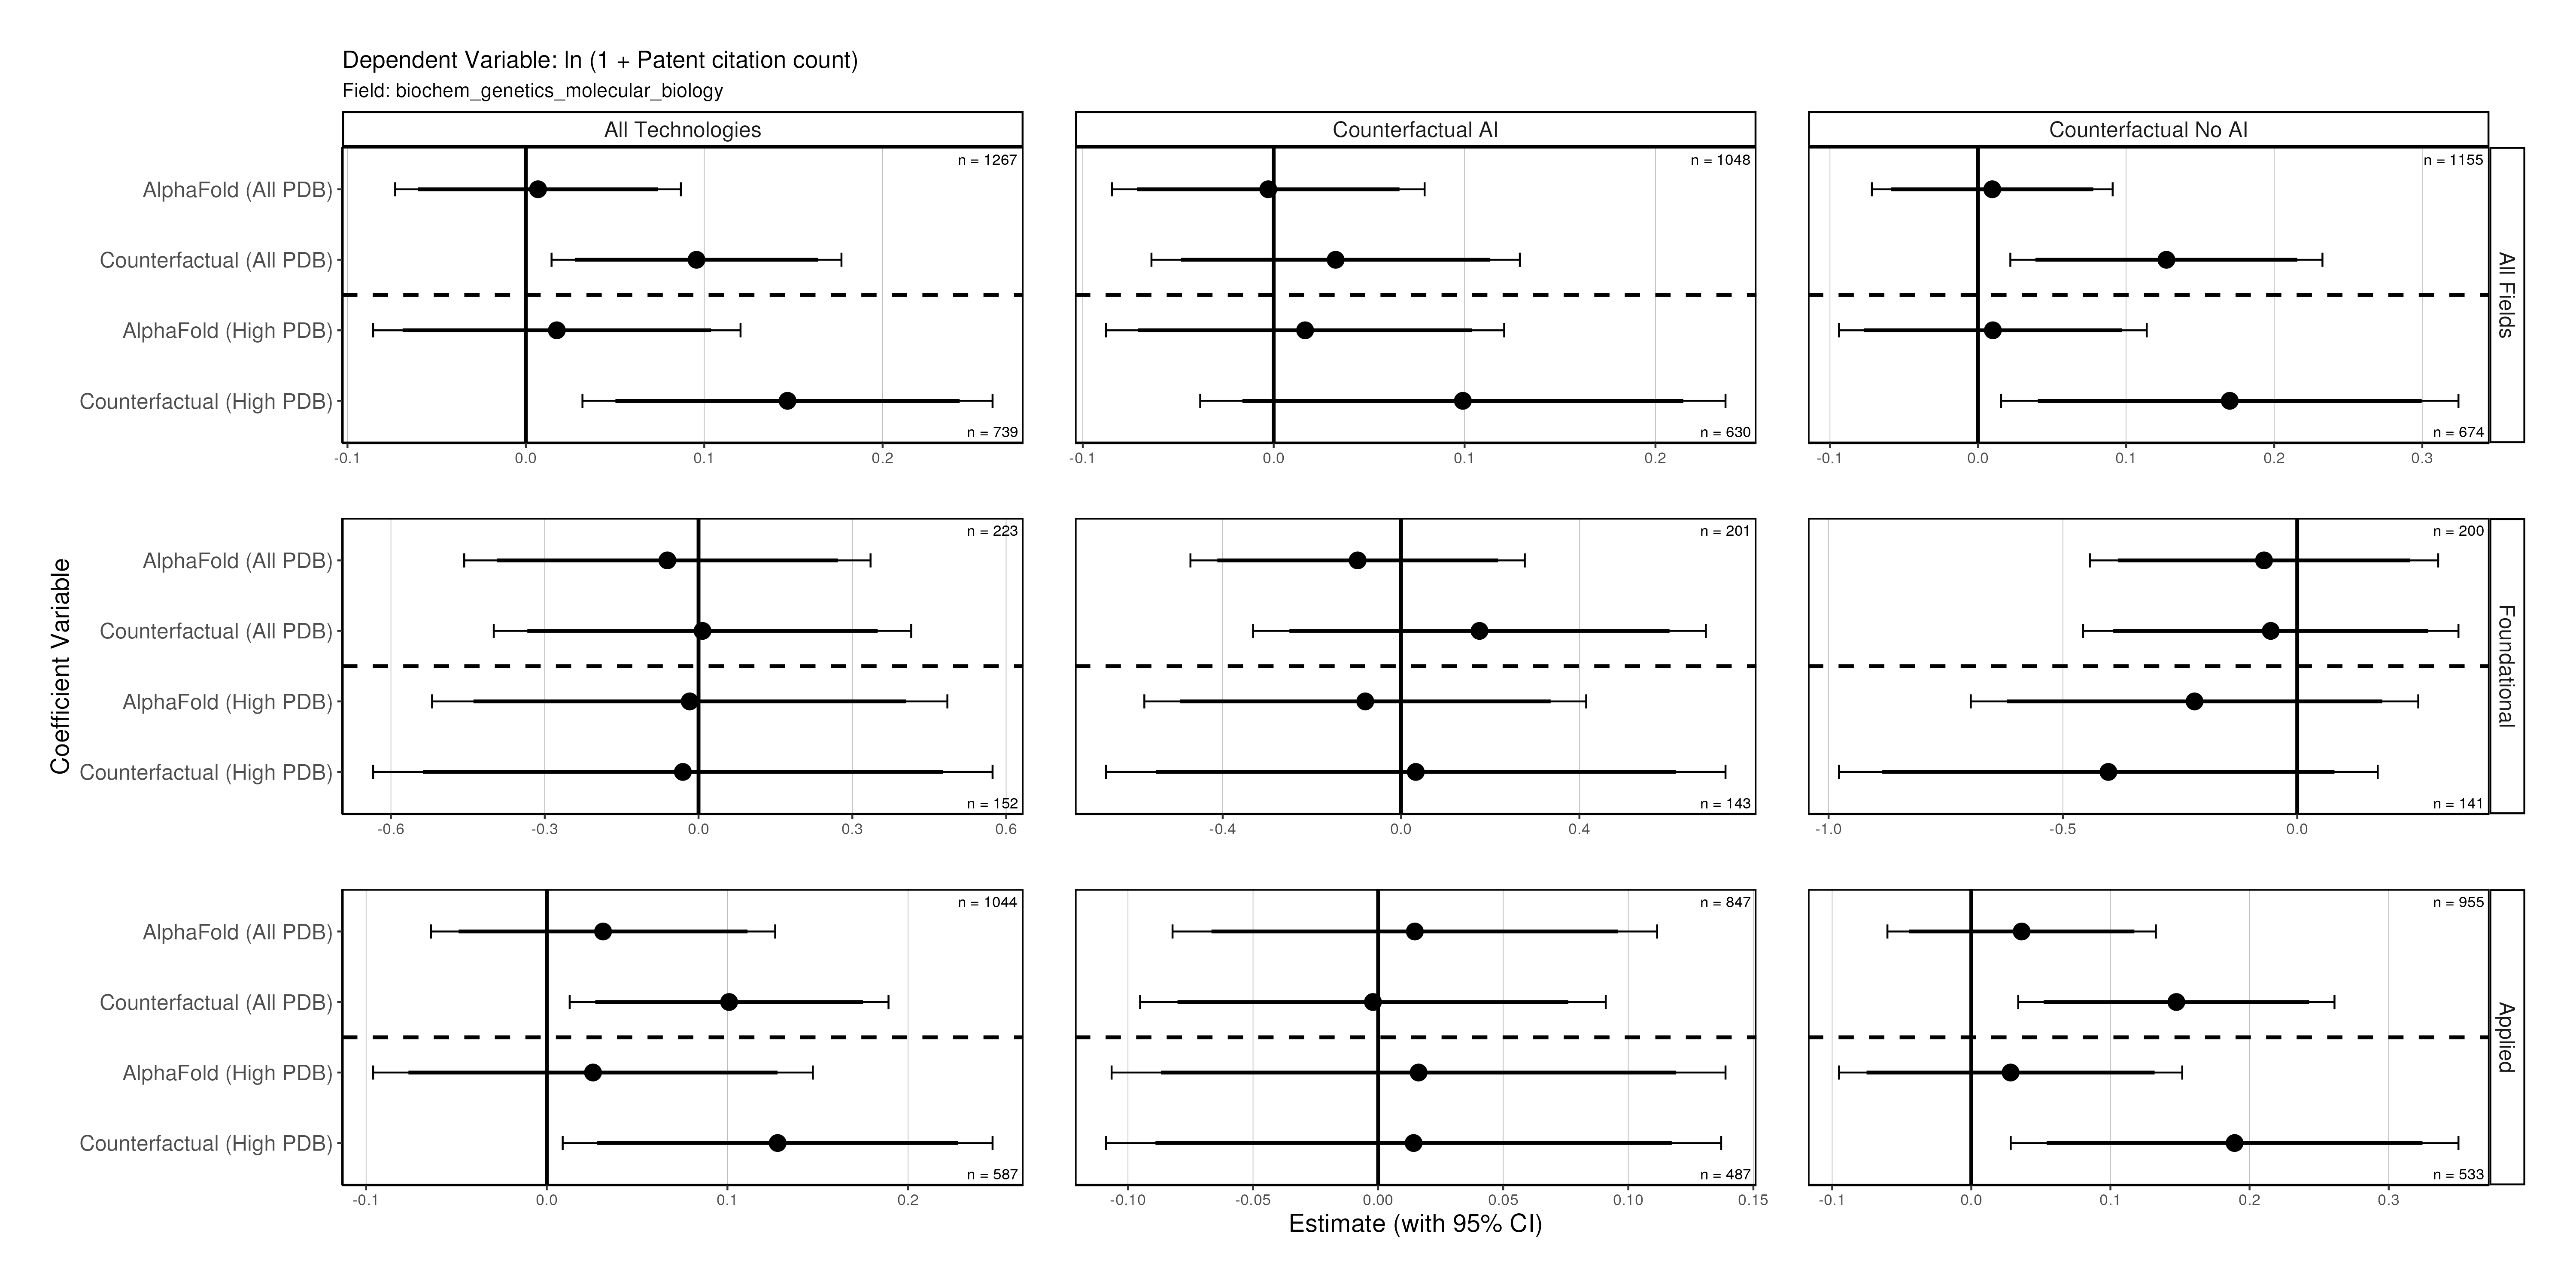 Dependent Variable: ln (1 + Patent citation count)
Field: biochem_genetics_molecular_biology
All Technologies
Counterfactual AI
Counterfactual No AI
Coefficient Variable
AlphaFold (All PDB)
Counterfactual (All PDB)
AlphaFold (High PDB)
Counterfactual (High PDB)
n = 1267
n = 739
-0.1 0.0 0.1 0.2
n = 1048
n = 630
-0.1 0.0 0.1 0.2
n = 1155
n = 674
-0.1 0.0 0.1 0.2 0.3
All Fields
AlphaFold (All PDB)
Counterfactual (All PDB)
AlphaFold (High PDB)
Counterfactual (High PDB)
n = 223
n = 152
-0.6 -0.3 0.0 0.3 0.6
n = 201
n = 143
-0.4 0.0 0.4
n = 200
n = 141
-1.0 -0.5 0.0
Foundational
AlphaFold (All PDB)
Counterfactual (All PDB)
AlphaFold (High PDB)
Counterfactual (High PDB)
n = 1044
n = 587
-0.1 0.0 0.1 0.2
n = 847
n = 487
-0.10 -0.05 0.00 0.05 0.10 0.15
n = 955
n = 533
-0.1 0.0 0.1 0.2 0.3
Applied
Estimate (with 95% CI)